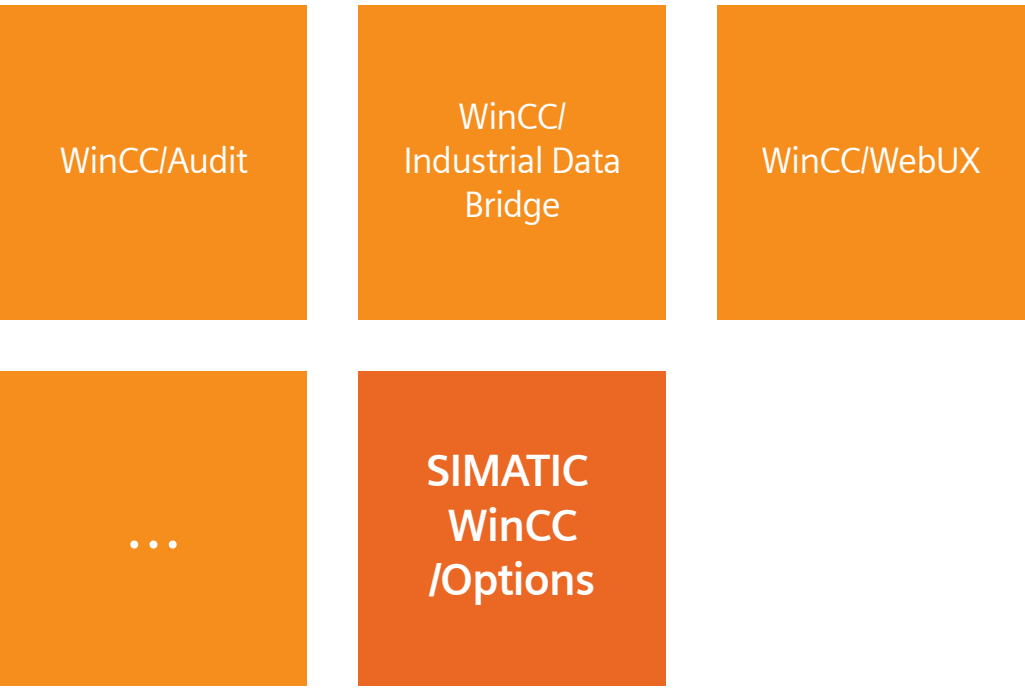 WinCC/Audit
WinCC/
Industrial Data
Bridge
WinCC/WebUX
...
SIMATIC
WinCC
/Options